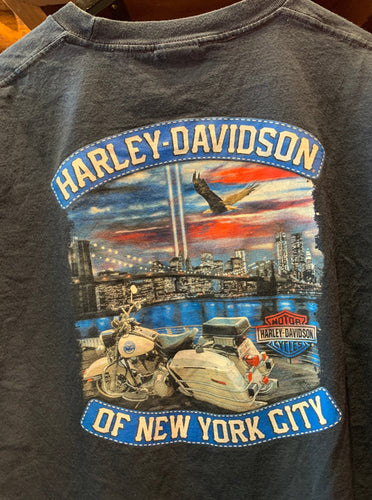 HARLEY-DAVIDSON
MOTOR
HARLEY-DAVIDSON
CYCLES
OF NEW YORK CITY